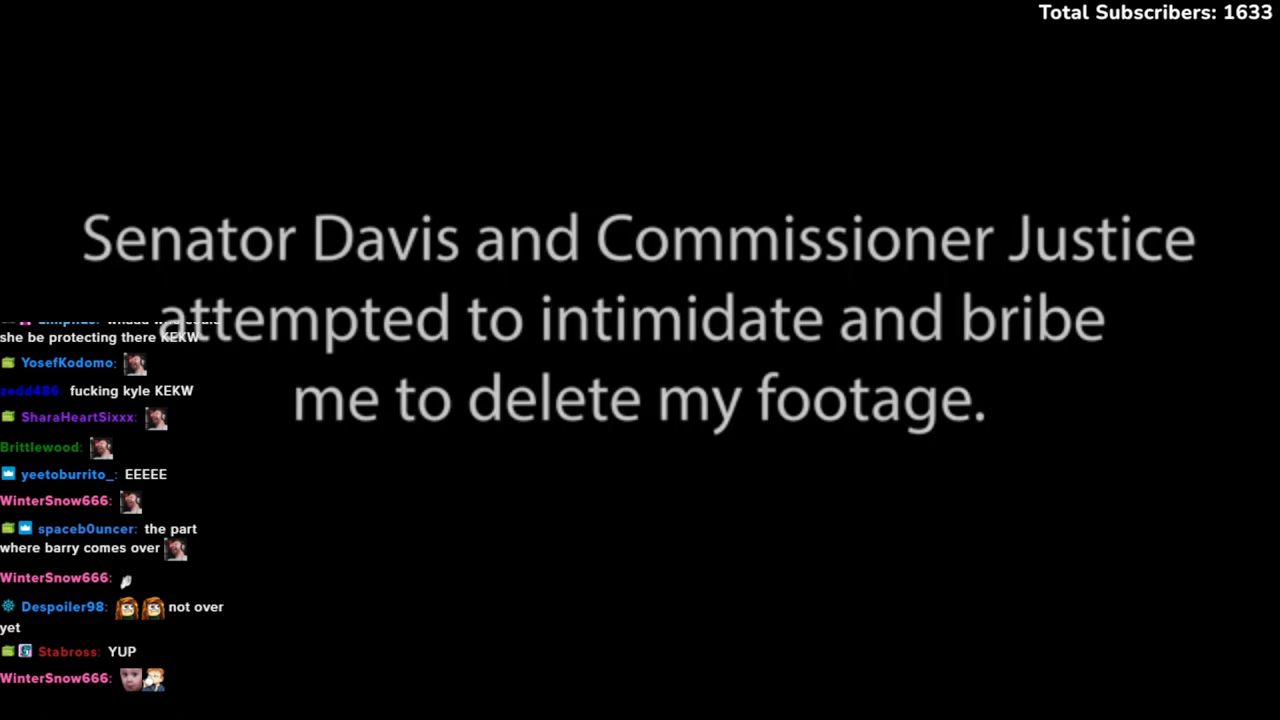 Total Subscribers: 1633
Senator Davis and Commissioner Justice
attempted to intimidate and bribe
me to delete my footage.
she be protecting there KEKW
YosefKodomo:
zedd486: fucking kyle KEKW
SharaHeartSixxx:
Brittlewood:
yeetoburrito_: EEEEE
WinterSnow666:
spaceb0uncer: the part
where barry comes over
WinterSnow666:
Despoiler98: not over
yet
Stabross: YUP
WinterSnow666: